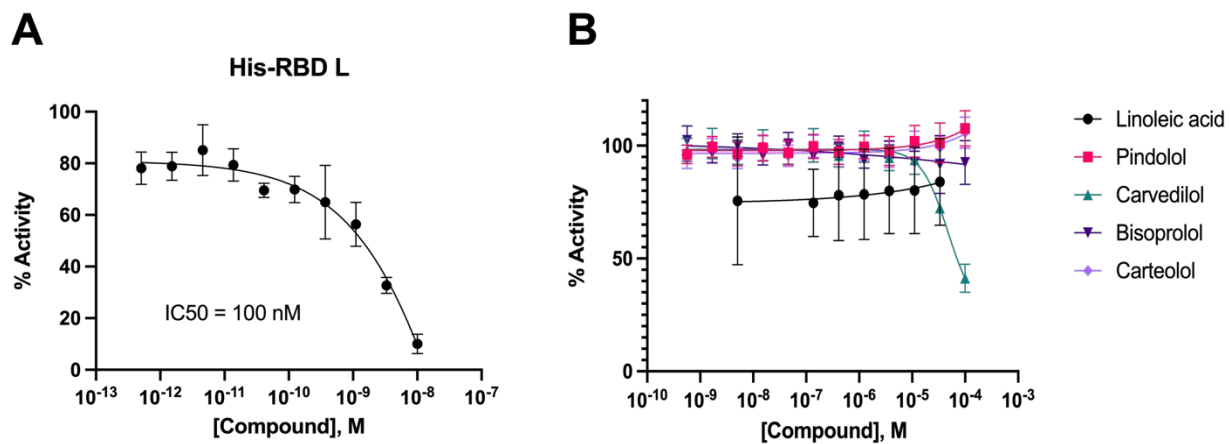 A
His-RBD L
% Activity
100
80
60
40
20
0
IC50 = 100 nM
10-13
10-12
10-11
10-10
10-9
10-8
10-7
[Compound], M
B
% Activity
100
50
0
10-10
10-9
10-8
10-7
10-6
10-5
10-4
10-3
[Compound], M
Linoleic acid
Pindolol
Carvedilol
Bisoprolol
Carteolol